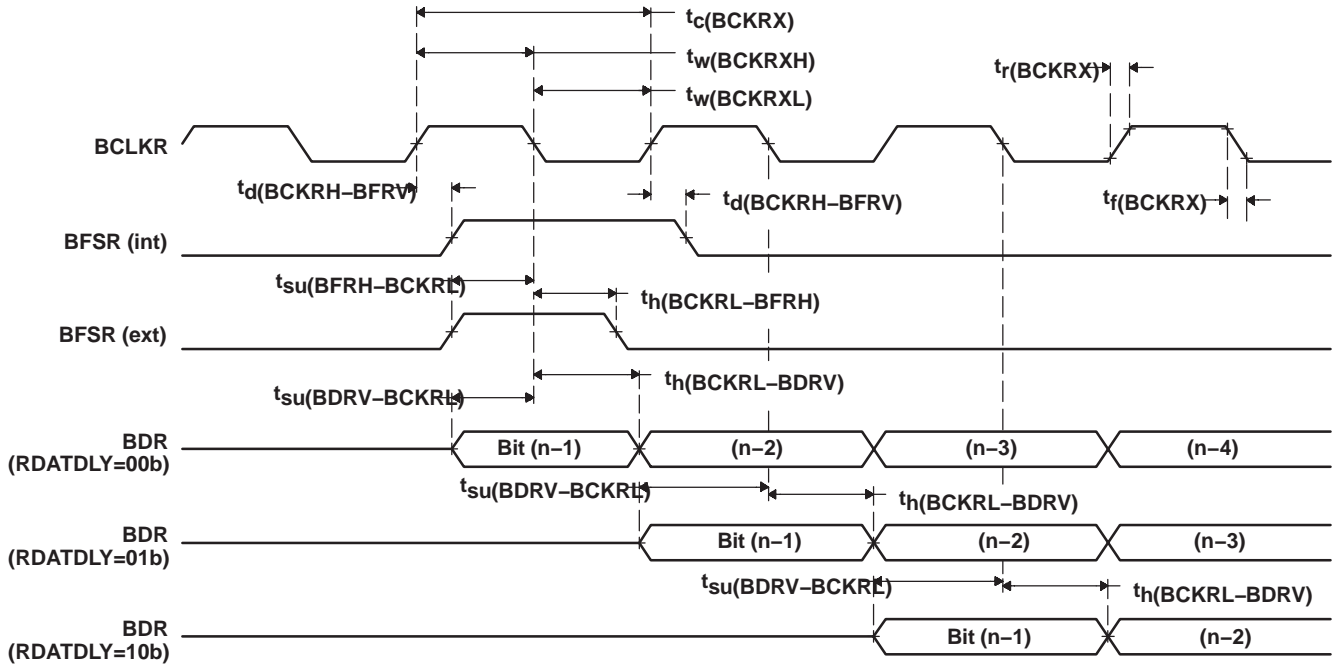 tc(BCKRX)
tw(BCKRXH)
tr(BCKRX)
tw(BCKRXL)
BCLKR
td(BCKRH–BFRV)
td(BCKRH–BFRV)
tf(BCKRX)
BFSR (int)
tsu(BFRH–BCKRL)
th(BCKRL–BFRH)
BFSR (ext)
th(BCKRL–BDRV)
tsu(BDRV–BCKRL)
BDR
(RDATDLY=00b)
Bit (n–1) (n–2) (n–3) (n–4)
tsu(BDRV–BCKRL)
th(BCKRL–BDRV)
BDR
(RDATDLY=01b)
Bit (n–1) (n–2) (n–3)
tsu(BDRV–BCKRL)
th(BCKRL–BDRV)
BDR
(RDATDLY=10b)
Bit (n–1) (n–2)